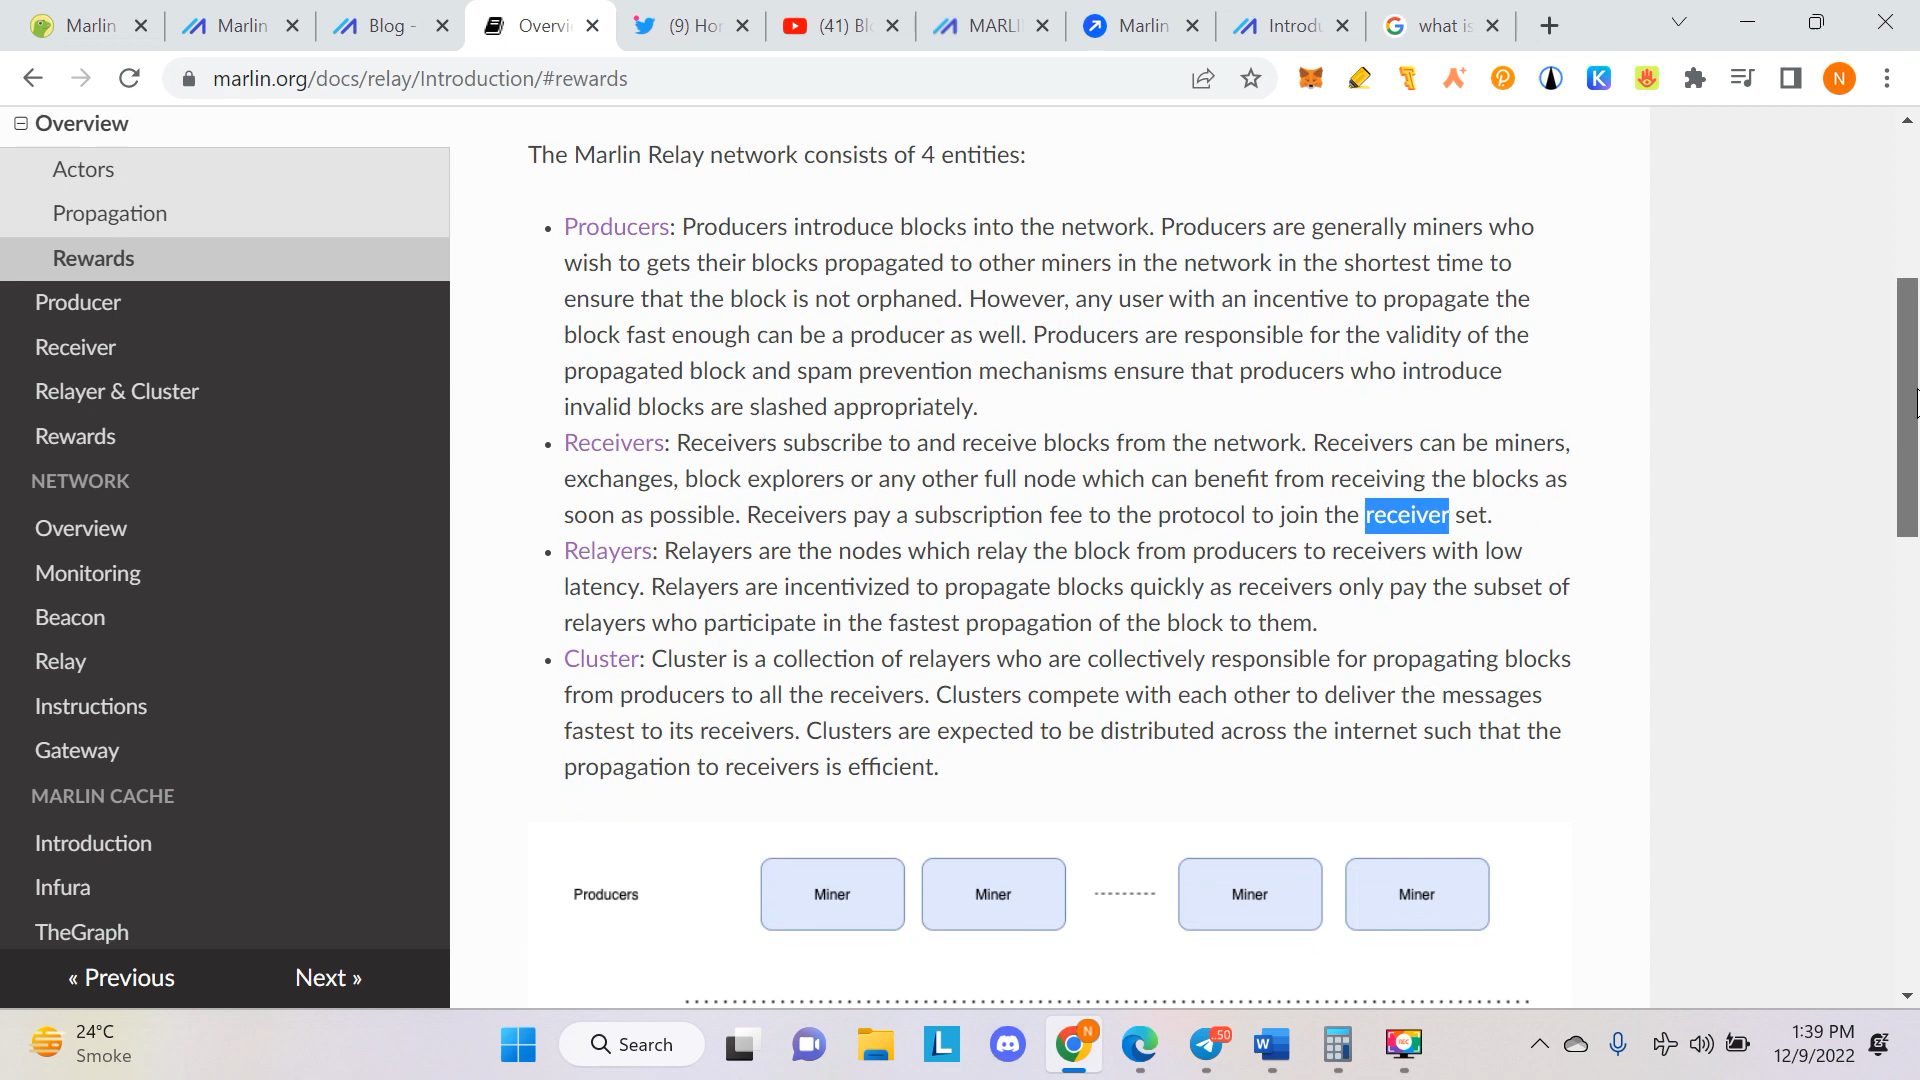 Marlin
Marlin
Blog -
Overvi
(9) Hor
(41) Bl
MARLI
Marlin
Introdu
what is
marlin.org/docs/relay/Introduction/#rewards
N
Overview
Actors
Propagation
Rewards
Producer
Receiver
Relayer & Cluster
Rewards
NETWORK
Overview
Monitoring
Beacon
Relay
Instructions
Gateway
MARLIN CACHE
Introduction
Infura
TheGraph
« Previous Next »
The Marlin Relay network consists of 4 entities:
• Producers: Producers introduce blocks into the network. Producers are generally miners who
wish to gets their blocks propagated to other miners in the network in the shortest time to
ensure that the block is not orphaned. However, any user with an incentive to propagate the
block fast enough can be a producer as well. Producers are responsible for the validity of the
propagated block and spam prevention mechanisms ensure that producers who introduce
invalid blocks are slashed appropriately.
• Receivers: Receivers subscribe to and receive blocks from the network. Receivers can be miners,
exchanges, block explorers or any other full node which can benefit from receiving the blocks as
soon as possible. Receivers pay a subscription fee to the protocol to join the receiver set.
• Relayers: Relayers are the nodes which relay the block from producers to receivers with low
latency. Relayers are incentivized to propagate blocks quickly as receivers only pay the subset of
relayers who participate in the fastest propagation of the block to them.
• Cluster: Cluster is a collection of relayers who are collectively responsible for propagating blocks
from producers to all the receivers. Clusters compete with each other to deliver the messages
fastest to its receivers. Clusters are expected to be distributed across the internet such that the
propagation to receivers is efficient.
Producers Miner Miner Miner Miner
24°C
Smoke
Search
L
N
50
W
REC
1:39 PM
12/9/2022